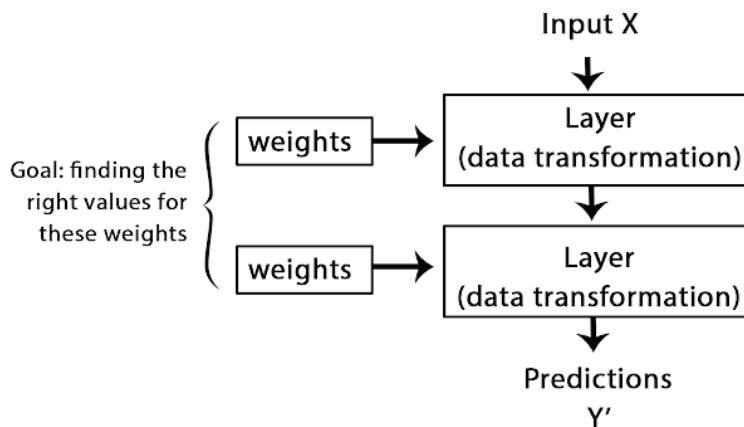 Input X
weights
Layer
(data transformation)
Goal: finding the
right values for
these weights
weights
Layer
(data transformation)
Predictions
Y'